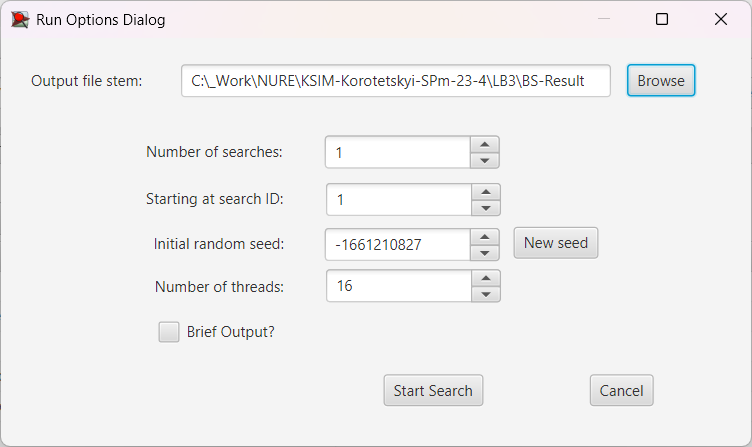 Run Options Dialog
Output file stem: C:\_Work\NURE\KSIM-Korotetskyi-SPm-23-4\LB3\BS-Result Browse
Number of searches: 1
Starting at search ID: 1
Initial random seed: -1661210827 New seed
Number of threads: 16
Brief Output?
Start Search Cancel